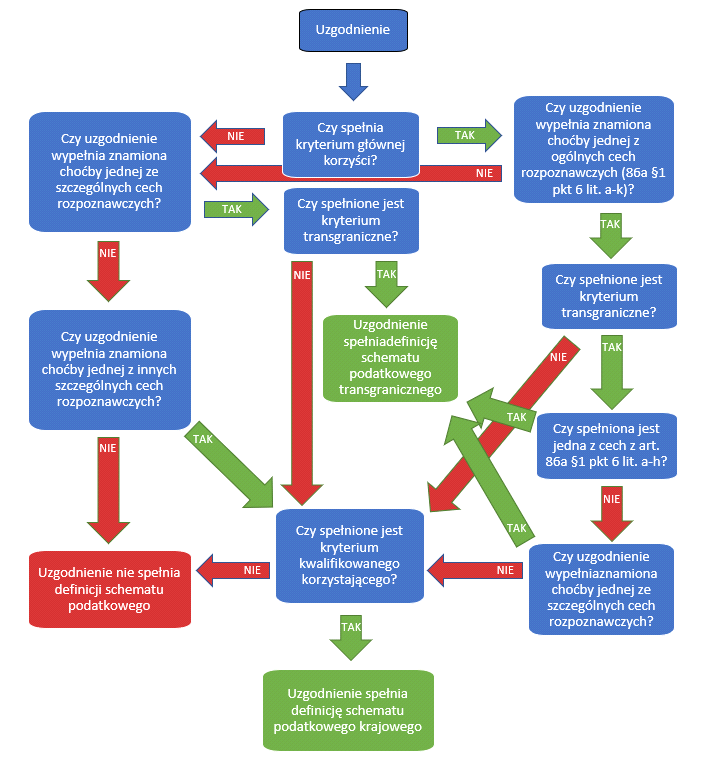 Uzgodnienie
Czy uzgodnienie
wypełnia znamiona
choćby jednej ze
szczególnych cech
rozpoznawczych?
NIE
Czy spełnia
kryterium głównej
korzyści?
TAK
Czy uzgodnienie
wypełnia znamiona
choćby jednej z
ogólnych cech
rozpoznawczych (86a §1
pkt 6 lit. a-k)?
NIE
TAK
Czy spełnione jest
kryterium
transgraniczne?
TAK
NIE
NIE
TAK
Czy spełnione jest
kryterium
transgraniczne?
Czy uzgodnienie
wypełnia znamiona
choćby jednej z innych
szczególnych cech
rozpoznawczych?
Uzgodnienie
spełniadefinicję
schematu
podatkowego
transgranicznego
NIE
TAK
TAK
Czy spełniona jest
jedna z cech z art.
86a §1 pkt 6 lit. a-h?
NIE
TAK
NIE
TAK
Czy spełnione jest
kryterium
kwalifikowanego
korzystającego?
Uzgodnienie nie spełnia
definicji schematu
podatkowego
NIE
NIE
Czy uzgodnienie
wypełniaznamiona
choćby jednej ze
szczególnych cech
rozpoznawczych?
TAK
Uzgodnienie spełnia
definicję schematu
podatkowego krajowego